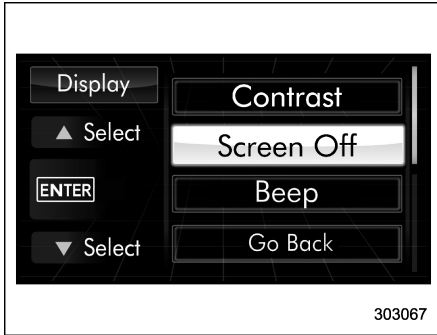 Display
▲ Select
ENTER
▼ Select
Contrast
Screen Off
Beep
Go Back
303067